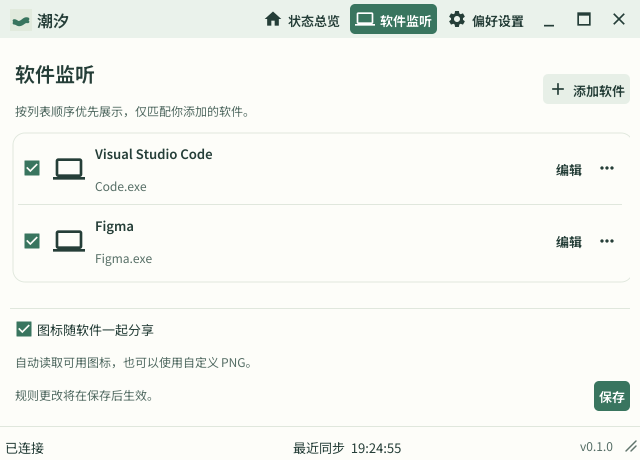 潮汐
状态总览
软件监听
偏好设置
软件监听
添加软件
按列表顺序优先展示，仅匹配你添加的软件。
Visual Studio Code
编辑
Code.exe
Figma
编辑
Figma.exe
图标随软件一起分享
自动读取可用图标，也可以使用自定义 PNG。
规则更改将在保存后生效。
保存
已连接
最近同步 19:24:55
v0.1.0